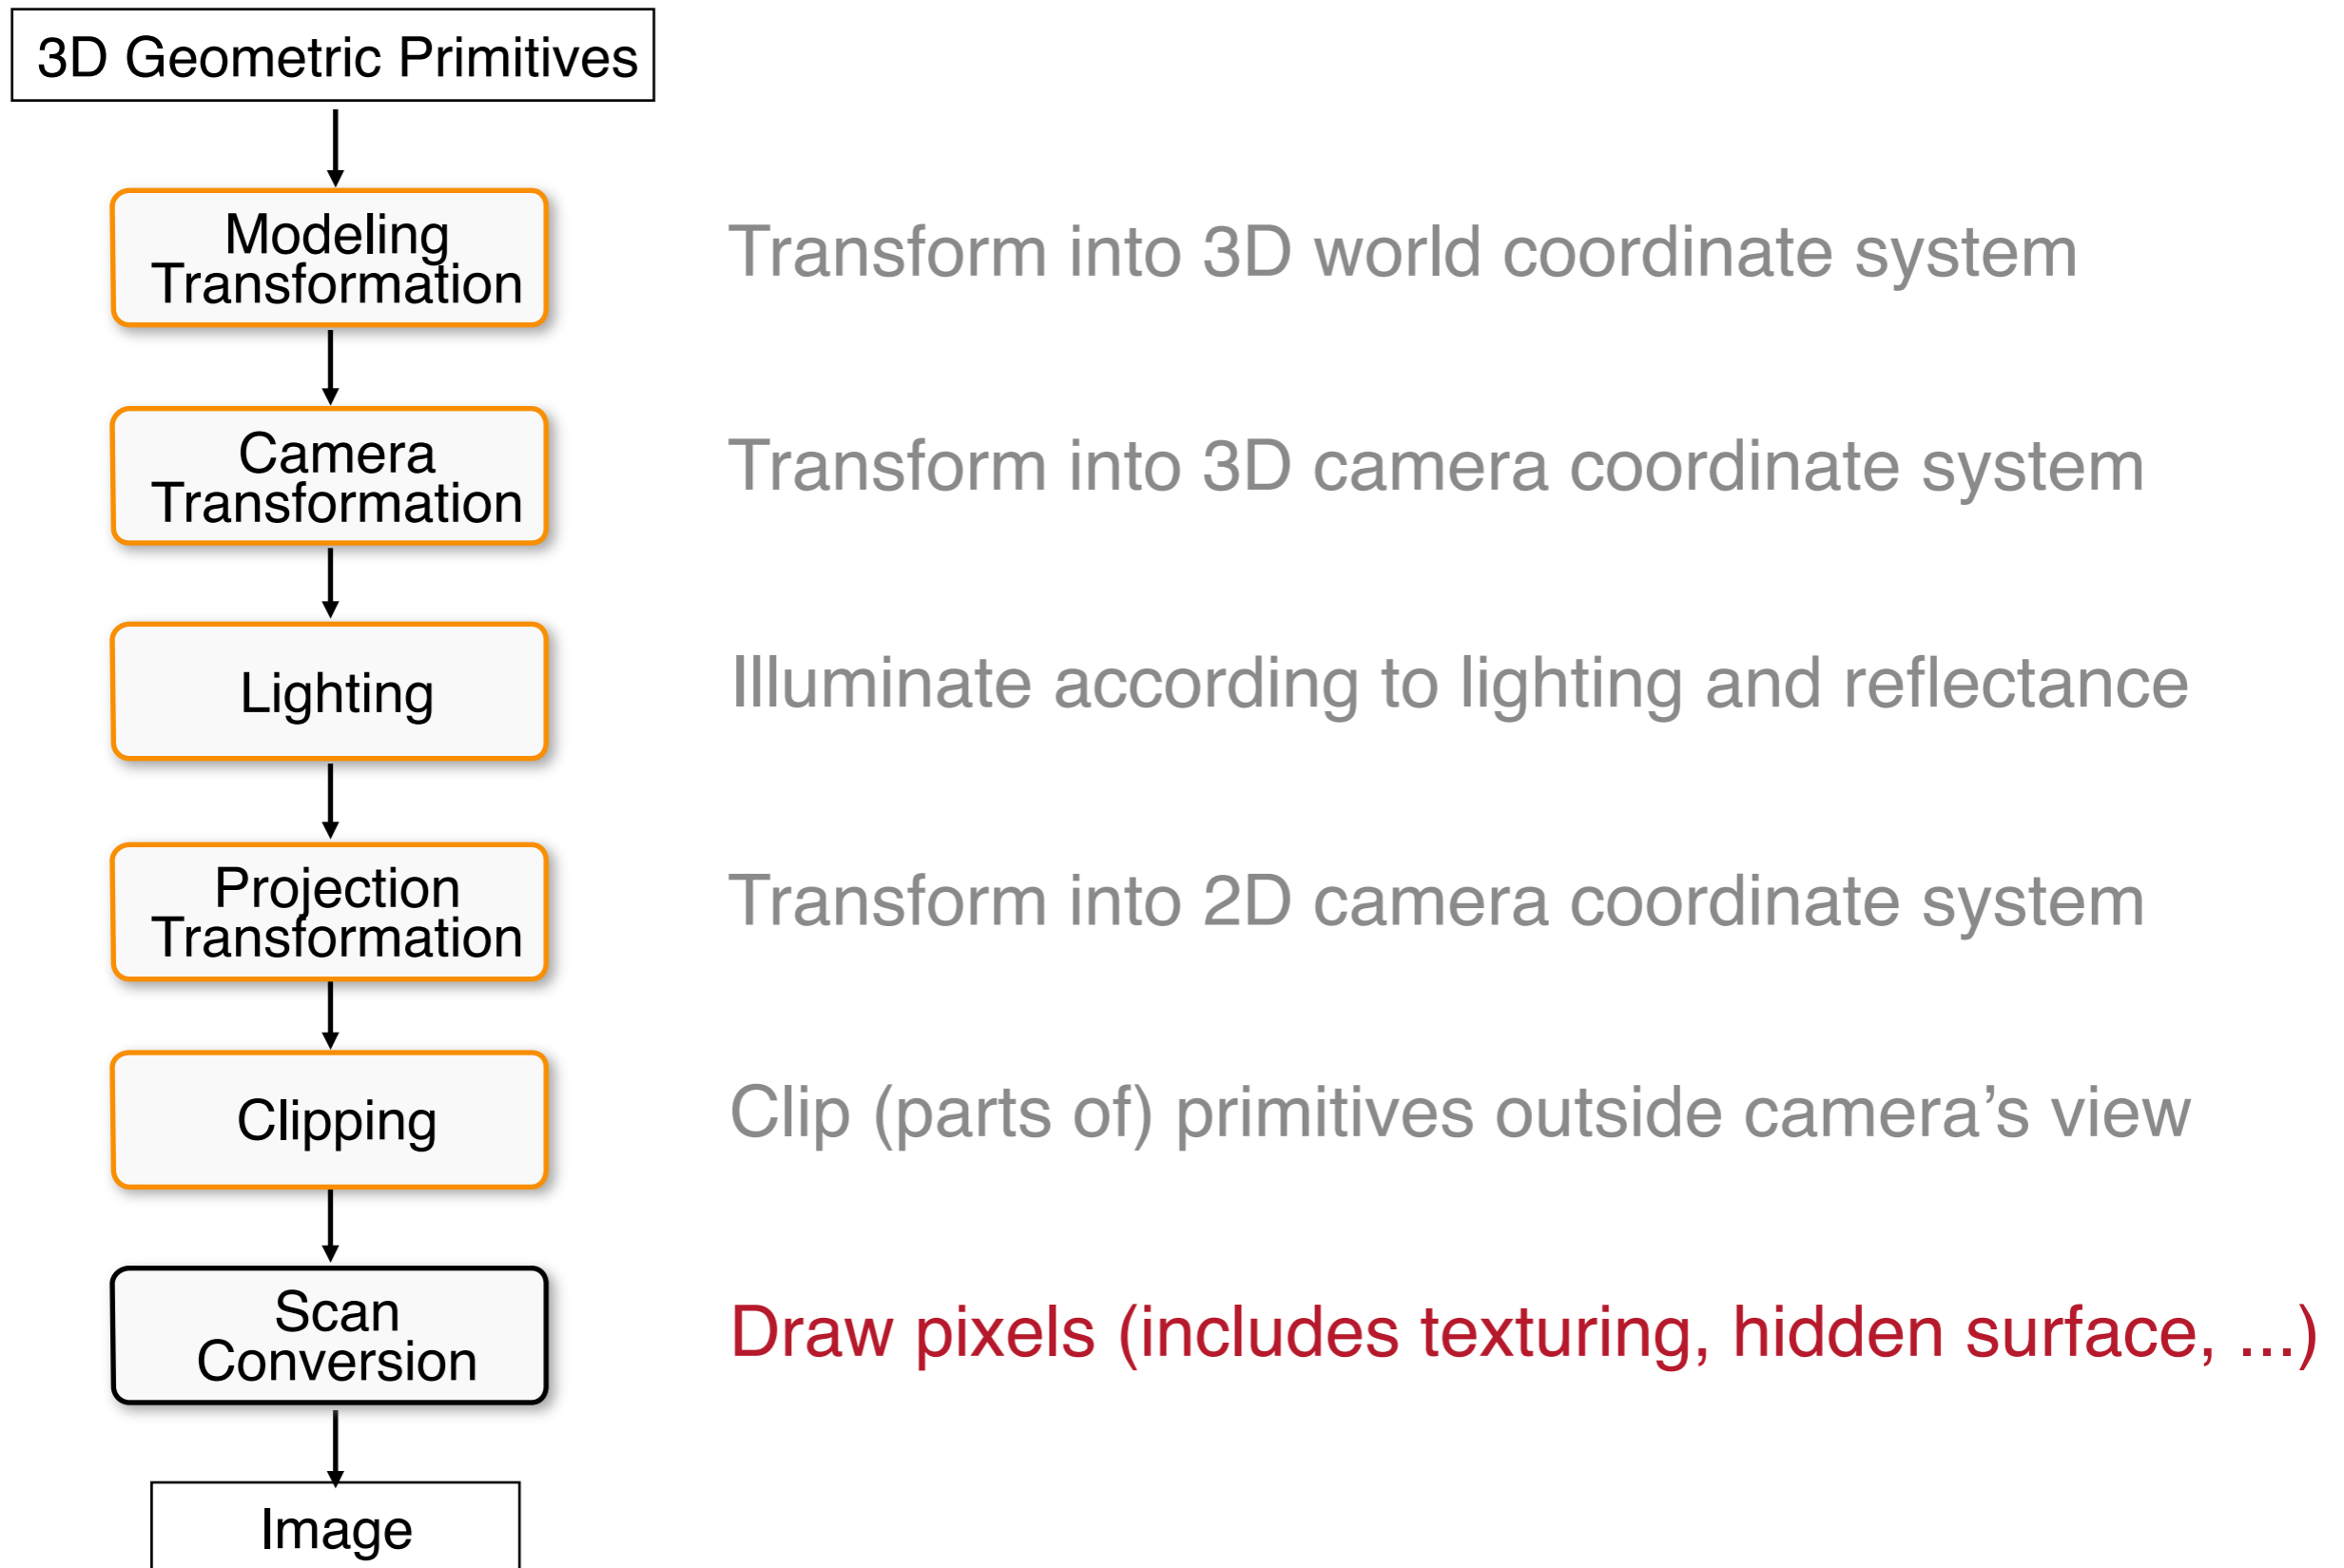 3D Geometric Primitives
Modeling
Transformation
Transform into 3D world coordinate system
Camera
Transformation
Transform into 3D camera coordinate system
Lighting
Illuminate according to lighting and reflectance
Projection
Transformation
Transform into 2D camera coordinate system
Clipping
Clip (parts of) primitives outside camera’s view
Scan
Conversion
Draw pixels (includes texturing, hidden surface, ...)
Image